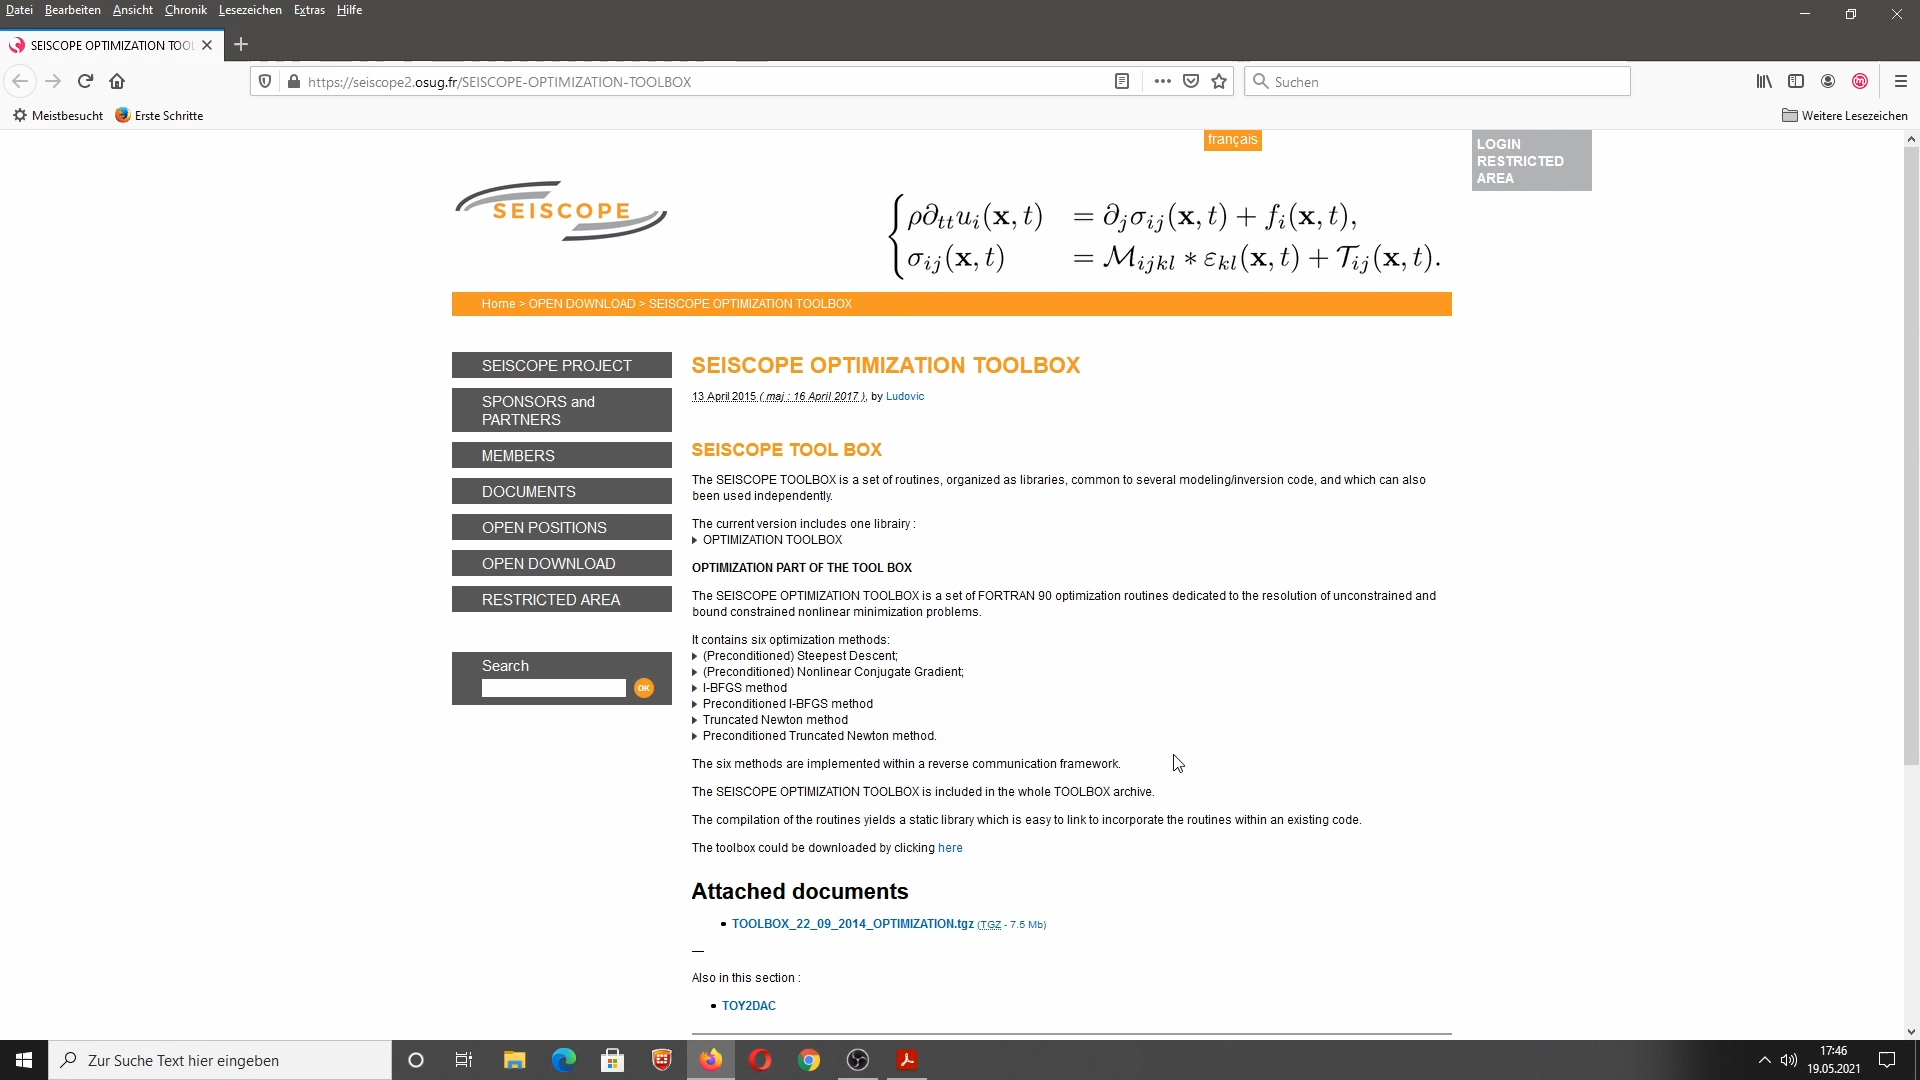 Datei Bearbeiten Ansicht Chronik Lesezeichen Extras Hilfe
SEISCOPE OPTIMIZATION TOOL
https://seiscope2.osug.fr/SEISCOPE-OPTIMIZATION-TOOLBOX
Suchen
Meistbesucht Erste Schritte Weitere Lesezeichen
français
LOGIN
RESTRICTED
AREA
SEISCOPE
ρ∂ₜₜuᵢ(x, t) = ∂ⱼσᵢⱼ(x, t) + fᵢ(x, t),
σᵢⱼ(x, t) = ℳᵢⱼₖₗ ∗ εₖₗ(x, t) + 𝒯ᵢⱼ(x, t).
Home > OPEN DOWNLOAD > SEISCOPE OPTIMIZATION TOOLBOX
SEISCOPE PROJECT
SPONSORS and
PARTNERS
MEMBERS
DOCUMENTS
OPEN POSITIONS
OPEN DOWNLOAD
RESTRICTED AREA
Search
OK
SEISCOPE OPTIMIZATION TOOLBOX
13 April 2015 ( maj : 16 April 2017 ), by Ludovic
SEISCOPE TOOL BOX
The SEISCOPE TOOLBOX is a set of routines, organized as libraries, common to several modeling/inversion code, and which can also
been used independently.
The current version includes one librairy :
OPTIMIZATION TOOLBOX
OPTIMIZATION PART OF THE TOOL BOX
The SEISCOPE OPTIMIZATION TOOLBOX is a set of FORTRAN 90 optimization routines dedicated to the resolution of unconstrained and
bound constrained nonlinear minimization problems.
It contains six optimization methods:
(Preconditioned) Steepest Descent;
(Preconditioned) Nonlinear Conjugate Gradient;
l-BFGS method
Preconditioned l-BFGS method
Truncated Newton method
Preconditioned Truncated Newton method.
The six methods are implemented within a reverse communication framework.
The SEISCOPE OPTIMIZATION TOOLBOX is included in the whole TOOLBOX archive.
The compilation of the routines yields a static library which is easy to link to incorporate the routines within an existing code.
The toolbox could be downloaded by clicking here
Attached documents
TOOLBOX_22_09_2014_OPTIMIZATION.tgz (TGZ - 7.5 Mb)
—
Also in this section :
TOY2DAC
Zur Suche Text hier eingeben
17:46
19.05.2021